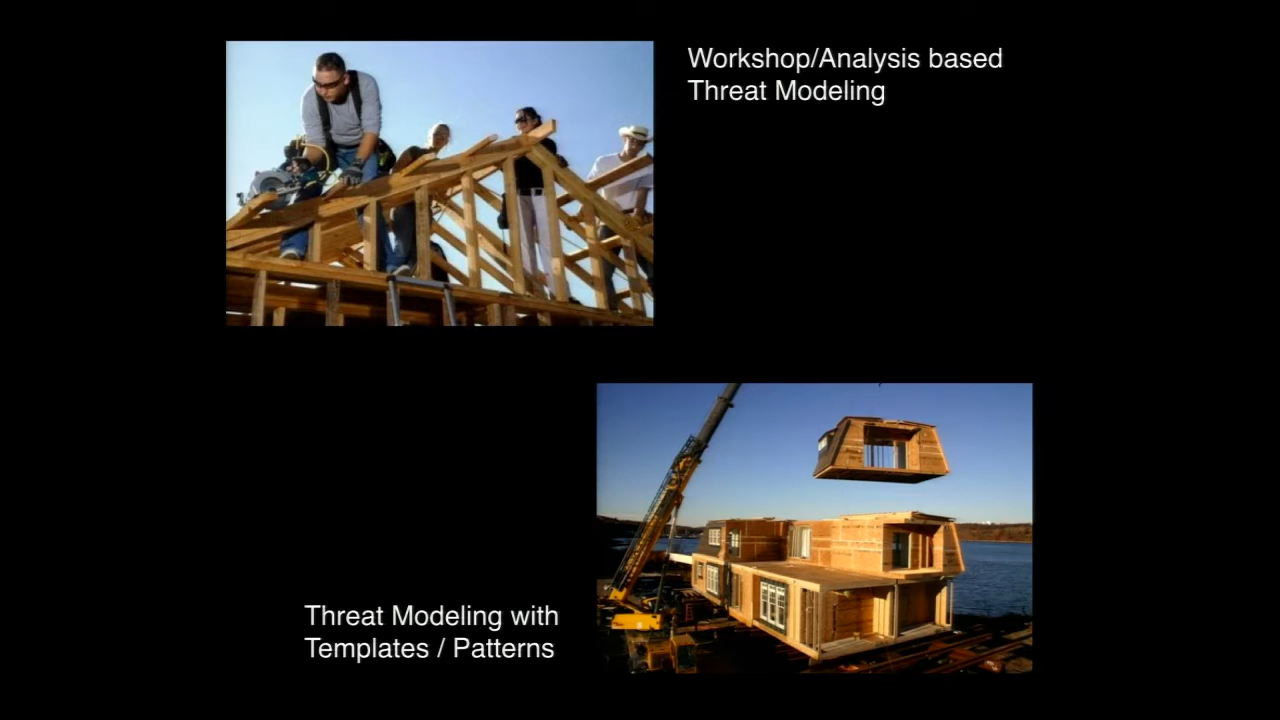 Workshop/Analysis based
Threat Modeling
Threat Modeling with
Templates / Patterns